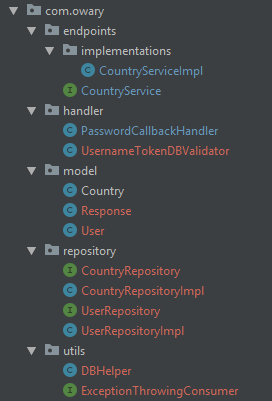 com.owary
endpoints
implementations
CountryServiceImpl
CountryService
handler
PasswordCallbackHandler
UsernameTokenDBValidator
model
Country
Response
User
repository
CountryRepository
CountryRepositoryImpl
UserRepository
UserRepositoryImpl
utils
DBHelper
ExceptionThrowingConsumer